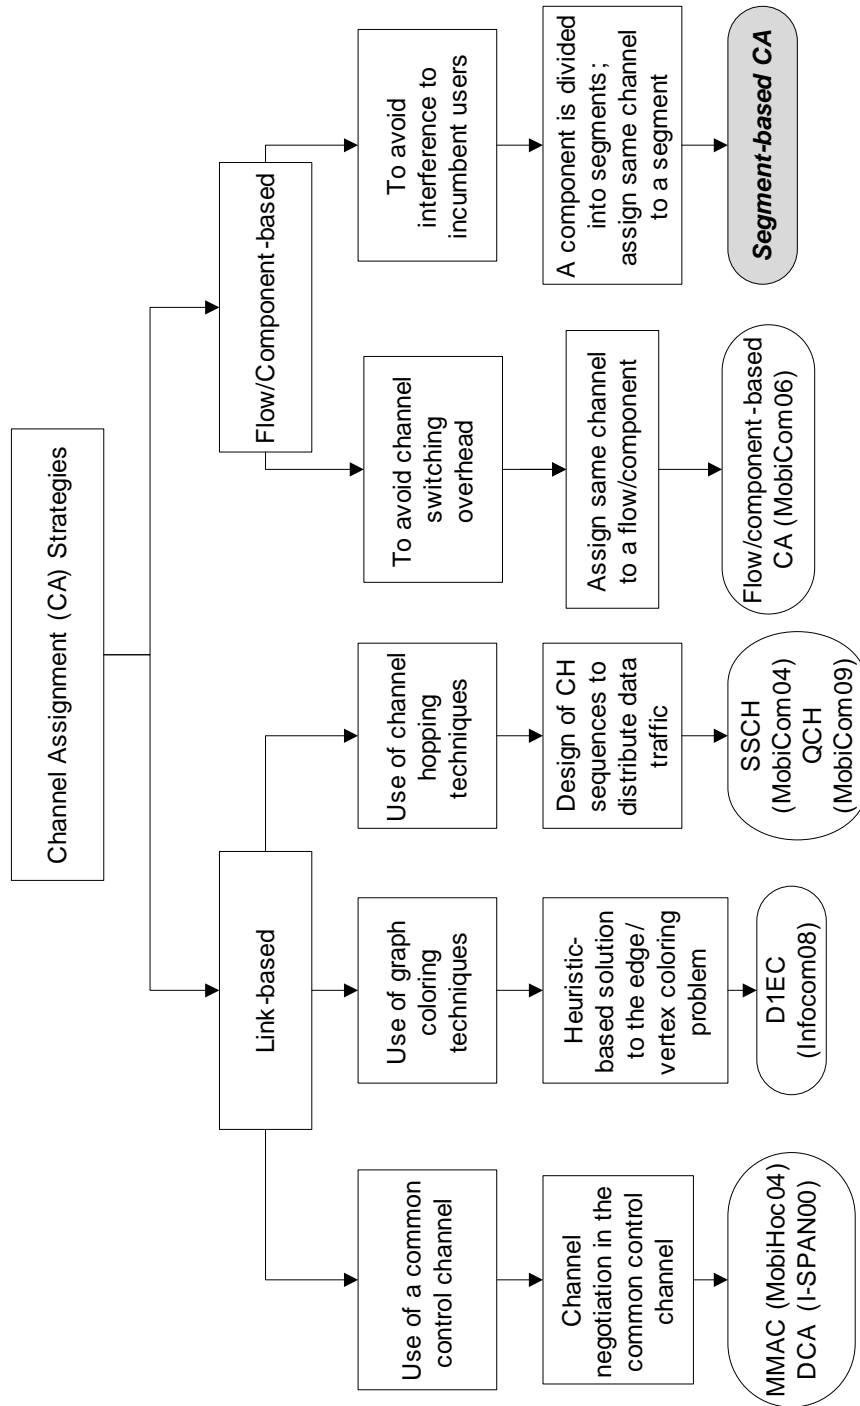 Channel Assignment (CA) Strategies
Link-based
Flow/Component-based
Use of a common
control channel
Use of graph
coloring
techniques
Use of channel
hopping
techniques
To avoid channel
switching
overhead
To avoid
interference to
incumbent users
Channel
negotiation in the
common control
channel
Heuristic-
based solution
to the edge/
vertex coloring
problem
Design of CH
sequences to
distribute data
traffic
Assign same channel
to a flow/component
A component is divided
into segments;
assign same channel
to a segment
MMAC (MobiHoc04)
DCA (I-SPAN00)
D1EC
(Infocom08)
SSCH
(MobiCom04)
QCH
(MobiCom09)
Flow/component-based
CA (MobiCom06)
Segment-based CA